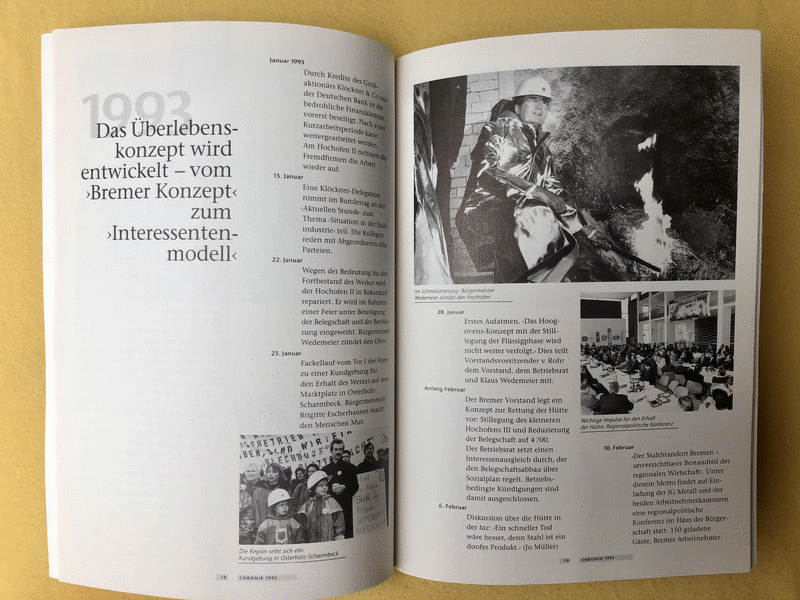 1993
Das Überlebens-
konzept wird
entwickelt – vom
›Bremer Konzept‹
zum
›Interessenten-
modell‹
Januar 1993
Durch Kredite des Groß-
aktionärs Klöckner & Co
der Deutschen Bank ist die
bedrohliche Finanzklemme
vorerst beseitigt. Nach einer
Kurzarbeitsperiode kann
weitergearbeitet werden.
Am Hochofen II nehmen die
Fremdfirmen die Arbeit
wieder auf.
15. Januar
Eine Klöckner-Delegation
nimmt im Bundestag an der
›Aktuellen Stunde‹ zum
Thema ›Situation in der Stahl-
industrie‹ teil. Die Kollegen
reden mit Abgeordneten aller
Parteien.
22. Januar
Wegen der Bedeutung für den
Fortbestand des Werkes wird
der Hochofen II in Rekordzeit
repariert. Er wird im Rahmen
einer Feier unter Beteiligung
der Belegschaft und der Bevölke-
rung eingeweiht. Bürgermeister
Wedemeier zündet den Ofen.
23. Januar
Fackellauf vom Tor 1 der Hütte
zu einer Kundgebung für
den Erhalt des Werkes auf dem
Marktplatz in Osterholz-
Scharmbeck. Bürgermeisterin
Brigitte Escherhausen macht
den Menschen Mut.
Die Region reiht sich ein:
Kundgebung in Osterholz-Scharmbeck
18 CHRONIK 1993
Im Schmelzeranzug: Bürgermeister
Wedemeier zündet den Hochofen
28. Januar
Erstes Aufatmen. ›Das Hoog-
ovens-Konzept mit der Still-
legung der Flüssigphase wird
nicht weiter verfolgt.‹ Dies teilt
Vorstandsvorsitzender v. Rohr
dem Vorstand, dem Betriebsrat
und Klaus Wedemeier mit.
Anfang Februar
Der Bremer Vorstand legt ein
Konzept zur Rettung der Hütte
vor: Stillegung des kleineren
Hochofens III und Reduzierung
der Belegschaft auf 4 700.
Der Betriebsrat setzt einen
Interessenausgleich durch, der
den Belegschaftsabbau über
Sozialplan regelt. Betriebs-
bedingte Kündigungen sind
damit ausgeschlossen.
6. Februar
Diskussion über die Hütte in
der taz: ›Ein schneller Tod
wäre besser, denn Stahl ist ein
doofes Produkt.‹ (Jo Müller)
Wichtige Impulse für den Erhalt
der Hütte: Regionalpolitische Konferenz
10. Februar
›Der Stahlstandort Bremen –
unverzichtbarer Bestandteil der
regionalen Wirtschaft‹. Unter
diesem Motto findet auf Ein-
ladung der IG Metall und der
beiden Arbeitnehmerkammern
eine regionalpolitische
Konferenz im Haus der Bürger-
schaft statt. 150 geladene
Gäste, Bremer Arbeitnehmer-
CHRONIK 1993